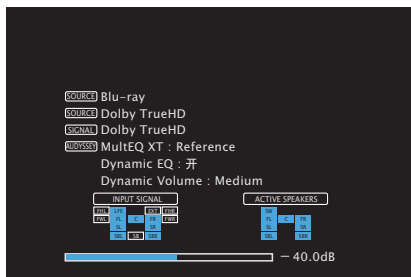 SOURCE Blu-ray
SOURCE Dolby TrueHD
SIGNAL Dolby TrueHD
AUDYSSEY MultEQ XT : Reference
Dynamic EQ : 开
Dynamic Volume : Medium
INPUT SIGNAL ACTIVE SPEAKERS
FHL LFE EXT FHR SW
FWL FL C FR FWR FL C FR
SL SR SL SR
SBL SB SBR SBL SBR
-40.0dB